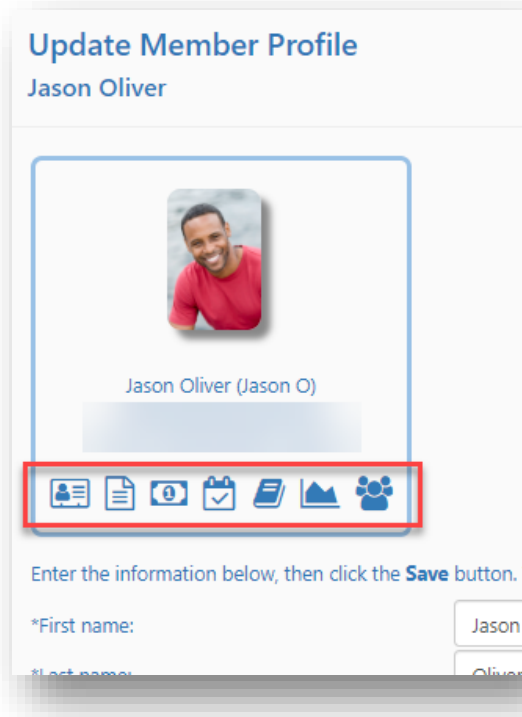 Update Member Profile
Jason Oliver
Jason Oliver (Jason O)
Enter the information below, then click the Save button.
*First name:
Jason